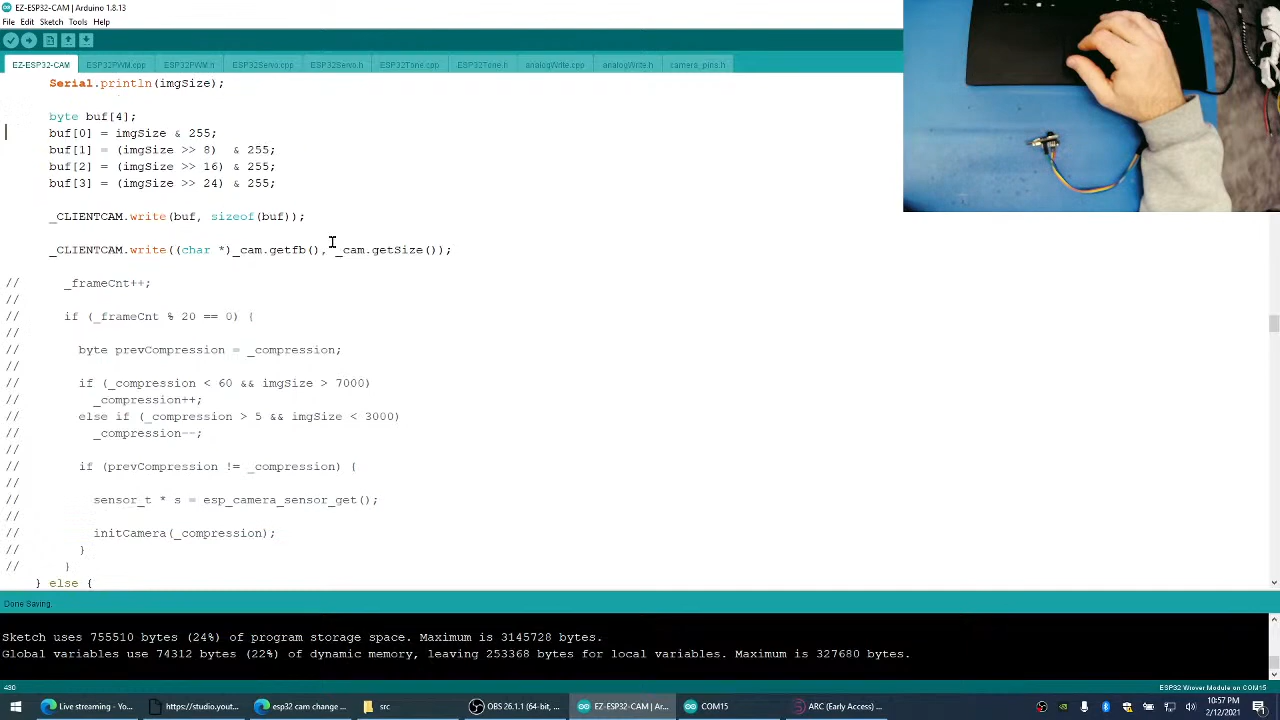 EZ-ESP32-CAM | Arduino 1.8.13
File Edit Sketch Tools Help
EZ-ESP32-CAM ESP32PWM.cpp ESP32PWM.h ESP32Servo.cpp ESP32Servo.h ESP32Tone.cpp ESP32Tone.h analogWrite.cpp analogWrite.h camera_pins.h
Serial.println(imgSize);
byte buf[4];
buf[0] = imgSize & 255;
buf[1] = (imgSize >> 8)  & 255;
buf[2] = (imgSize >> 16) & 255;
buf[3] = (imgSize >> 24) & 255;
_CLIENTCAM.write(buf, sizeof(buf));
_CLIENTCAM.write((char *)_cam.getfb(), _cam.getSize());
// _frameCnt++;
//
// if (_frameCnt % 20 == 0) {
//
// byte prevCompression = _compression;
//
// if (_compression < 60 && imgSize > 7000)
// _compression++;
// else if (_compression > 5 && imgSize < 3000)
// _compression--;
//
// if (prevCompression != _compression) {
//
// sensor_t * s = esp_camera_sensor_get();
//
// initCamera(_compression);
// }
// }
} else {
Done Saving.
Sketch uses 755510 bytes (24%) of program storage space. Maximum is 3145728 bytes.
Global variables use 74312 bytes (22%) of dynamic memory, leaving 253368 bytes for local variables. Maximum is 327680 bytes.
430 ESP32 Wrover Module on COM15
Live streaming - Yo... https://studio.yout... esp32 cam change ... src OBS 26.1.1 (64-bit, ... EZ-ESP32-CAM | Ar... COM15 ARC (Early Access) ... 10:57 PM
2/12/2021